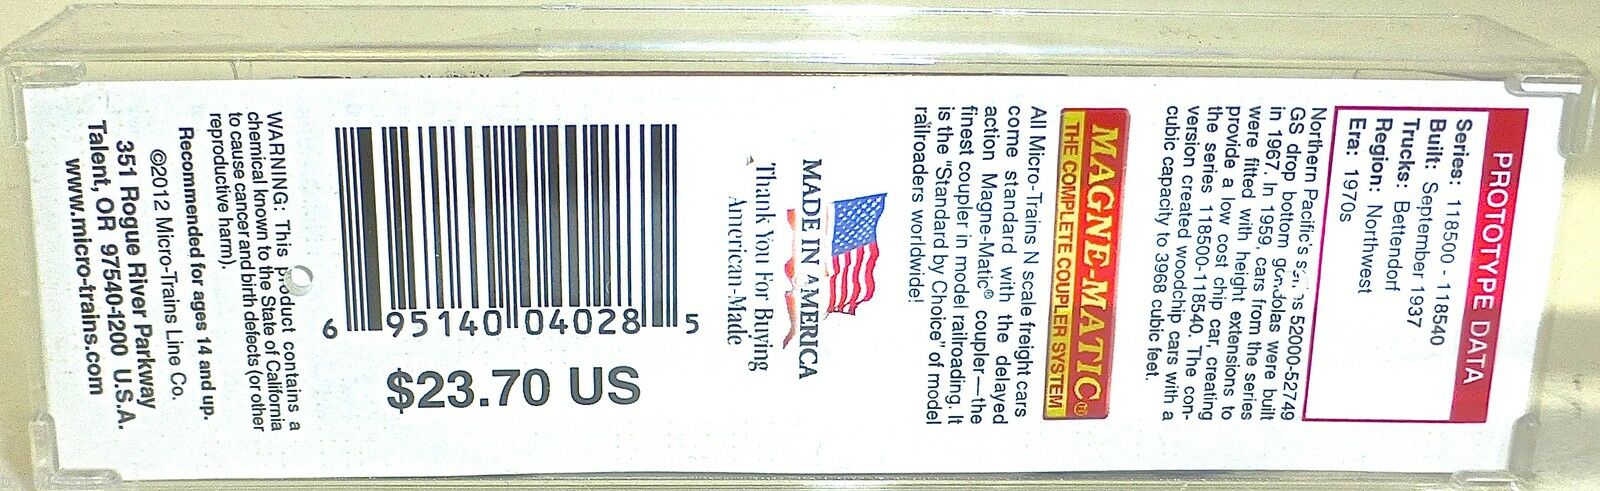 PROTOTYPE DATA
Series: 118500 - 118540
Built: September 1937
Trucks: Bettendorf
Region: Northwest
Era: 1970s
Northern Pacific's series 52000-52749
GS drop bottom gondolas were built
in 1967. In 1959, cars from the series
were fitted with height extensions to
provide a low cost chip car, creating
the series 118500-118540. The con-
version created woodchip cars with a
cubic capacity to 3968 cubic feet.
MAGNE-MATIC®
THE COMPLETE COUPLER SYSTEM
All Micro-Trains N scale freight cars
come standard with the delayed
action Magne-Matic® coupler—the
finest coupler in model railroading. It
is the "Standard by Choice" of model
railroaders worldwide!
MADE IN AMERICA
Thank You For Buying
American-Made
6 95140 04028 5
$23.70 US
WARNING: This product contains a
chemical known to the State of California
to cause cancer and birth defects (or other
reproductive harm).
Recommended for ages 14 and up.
©2012 Micro-Trains Line Co.
351 Rogue River Parkway
Talent, OR 97540-1200 U.S.A.
www.micro-trains.com